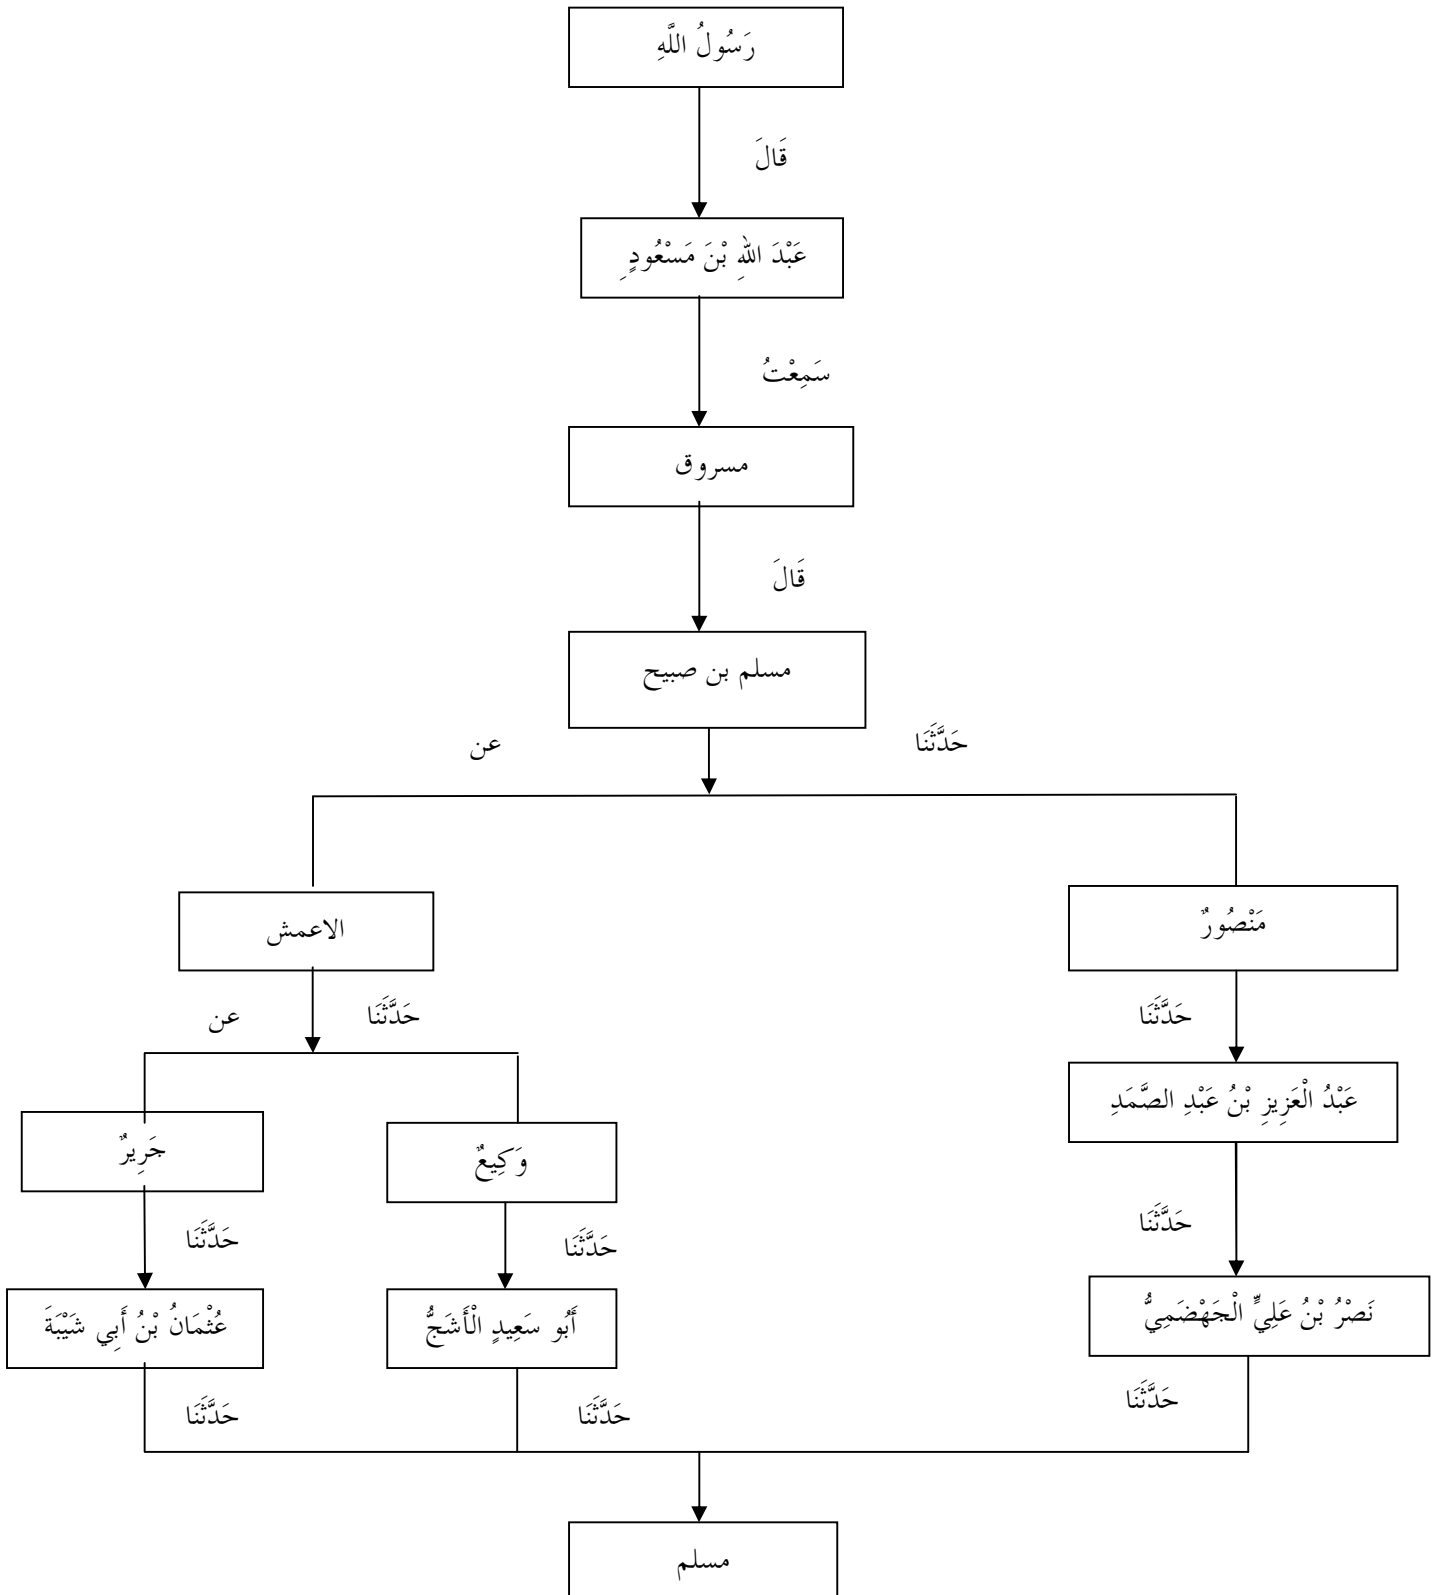 رَسُولُ اللَّهِ
قَالَ
عَبْدَ اللهِ بْنَ مَسْعُودٍ ِ
سَمِعْتُ
مسروق
قَالَ
مسلم بن صبيح
حَدَّثَنَا
عن
مَنْصُورٌ
الاعمش
حَدَّثَنَا
حَدَّثَنَا
عن
عَبْدُ الْعَزِيزِ بْنُ عَبْدِ الصَّمَدِ
وَكِيعٌ
جَرِيرٌ
حَدَّثَنَا
حَدَّثَنَا
حَدَّثَنَا
نَصْرُ بْنُ عَلِيٍّ الْجَهْضَمِيُّ
أَبُو سَعِيدٍ الْأَشَجُّ
عُثْمَانُ بْنُ أَبِي شَيْبَةَ
حَدَّثَنَا
حَدَّثَنَا
حَدَّثَنَا
مسلم